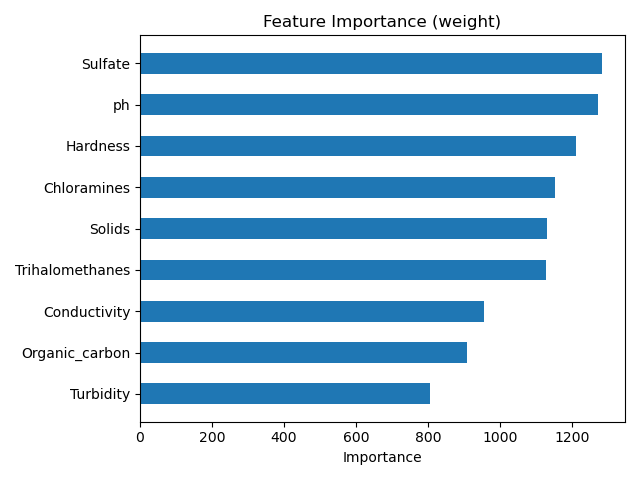 Feature Importance (weight)
Sulfate
ph
Hardness
Chloramines
Solids
Trihalomethanes
Conductivity
Organic_carbon
Turbidity
0 200 400 600 800 1000 1200
Importance